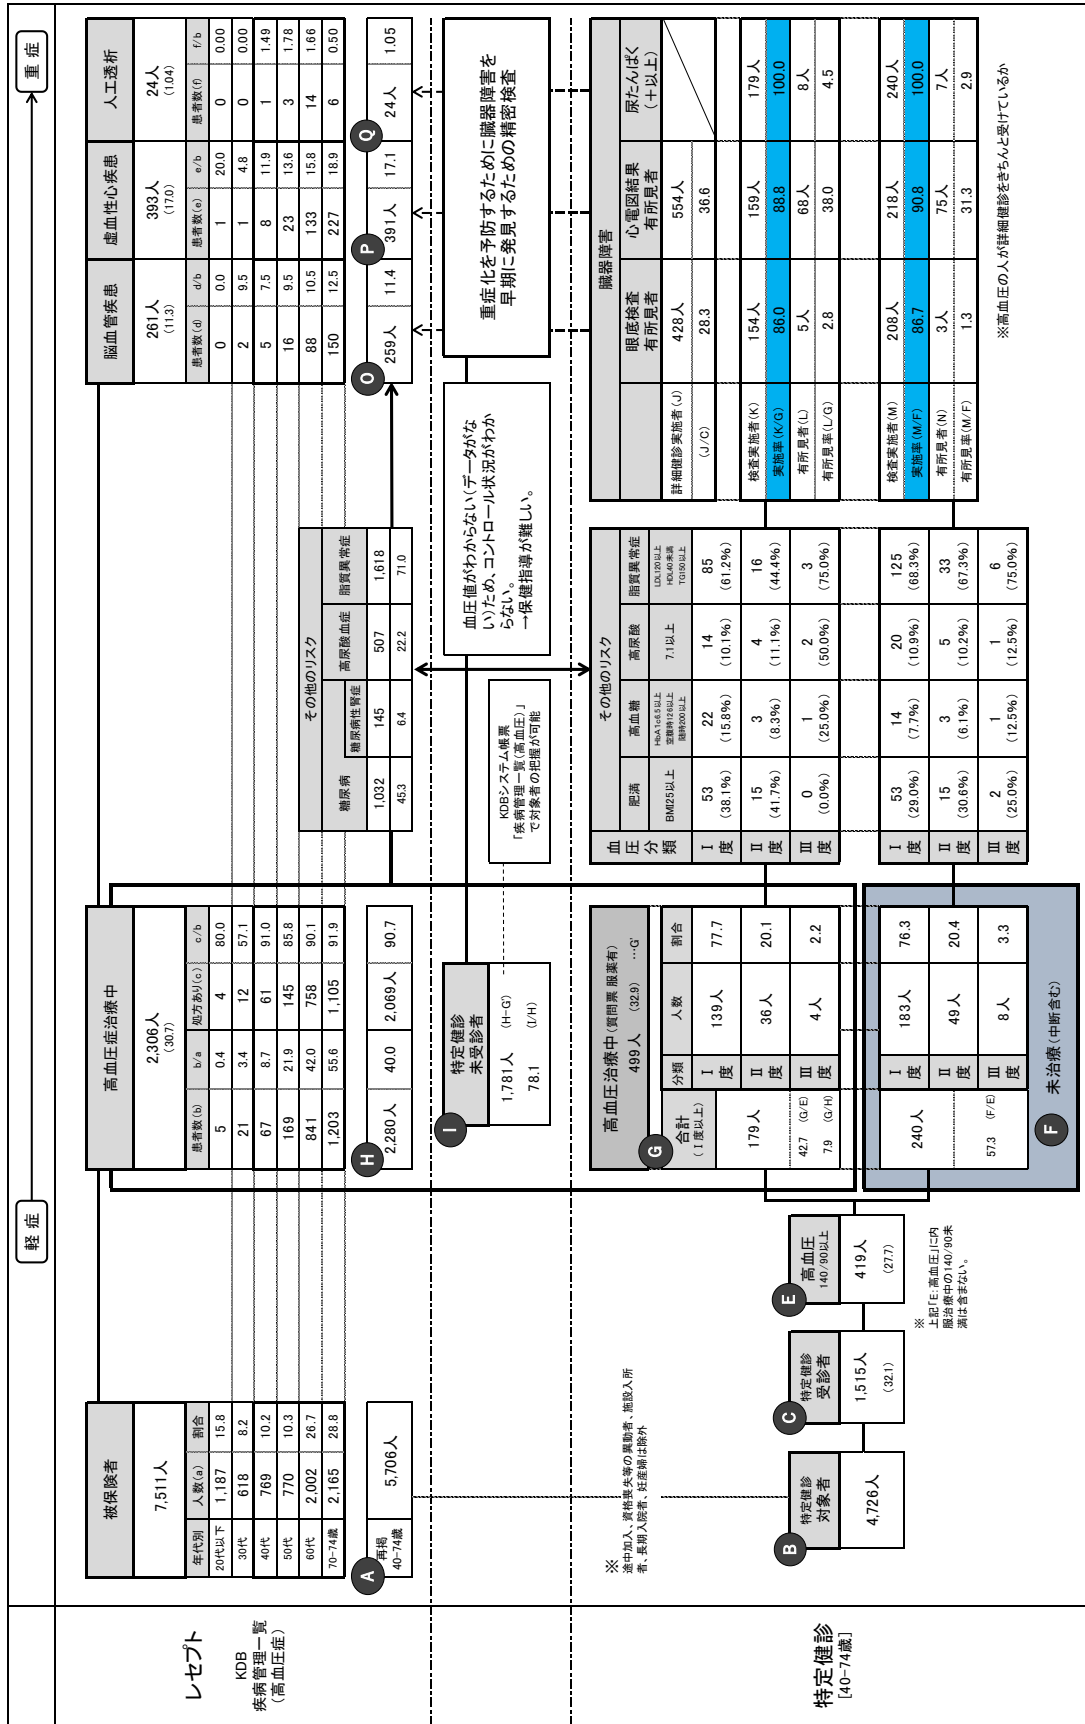 軽症
重症
レセプト
KDB
疾病管理一覧
（高血圧症）
被保険者
7,511人
年代別 人数(a) 割合
20代以下 1,187 15.8
30代 618 8.2
40代 769 10.2
50代 770 10.3
60代 2,002 26.7
70-74歳 2,165 28.8
A
再掲
40-74歳
5,706人
高血圧症治療中
2,306人
(30.7)
患者数(b) b/a 処方あり(c) c/b
5 0.4 4 80.0
21 3.4 12 57.1
67 8.7 61 91.0
169 21.9 145 85.8
841 42.0 758 90.1
1,203 55.6 1,105 91.9
H
2,280人 40.0 2,069人 90.7
その他のリスク
糖尿病 糖尿病性腎症 高尿酸血症 脂質異常症
1,032 145 507 1,618
45.3 6.4 22.2 71.0
脳血管疾患 虚血性心疾患 人工透析
261人 393人 24人
(11.3) (17.0) (1.04)
患者数(d) d/b 患者数(e) e/b 患者数(f) f/b
0 0.0 1 20.0 0 0.00
2 9.5 1 4.8 0 0.00
5 7.5 8 11.9 1 1.49
16 9.5 23 13.6 3 1.78
88 10.5 133 15.8 14 1.66
150 12.5 227 18.9 6 0.50
O P Q
259人 11.4 391人 17.1 24人 1.05
I
特定健診
未受診者
1,781人 (H-G')
78.1 (I/H)
KDBシステム帳票
「疾病管理一覧(高血圧)」
で対象者の把握が可能
血圧値がわからない（データがな
い）ため、コントロール状況がわか
らない。
→保健指導が難しい。
重症化を予防するために臓器障害を
早期に発見するための精密検査
特定健診
[40-74歳]
※
途中加入、資格喪失等の異動者、施設入所
者、長期入院者、妊産婦は除外
B
特定健診
対象者
4,726人
C
特定健診
受診者
1,515人
(32.1)
E
高血圧
140/90以上
419人
(27.7)
※
上記「E:高血圧」に内
服治療中の140/90未
満は含まない。
高血圧治療中(質問票 服薬有)
499人 (32.9) …G'
G
合計
(Ⅰ度以上)
分類 人数 割合
179人
42.7 (G/E)
7.9 (G/H)
Ⅰ度 139人 77.7
Ⅱ度 36人 20.1
Ⅲ度 4人 2.2
240人
57.3 (F/E)
Ⅰ度 183人 76.3
Ⅱ度 49人 20.4
Ⅲ度 8人 3.3
F
未治療(中断含む)
血圧分類
その他のリスク
肥満 高血糖 高尿酸 脂質異常症
BMI25以上
HbA1c6.5以上
空腹時126以上
随時200以上
7.1以上
LDL120以上
HDL40未満
TG150以上
Ⅰ度 53 22 14 85
(38.1%) (15.8%) (10.1%) (61.2%)
Ⅱ度 15 3 4 16
(41.7%) (8.3%) (11.1%) (44.4%)
Ⅲ度 0 1 2 3
(0.0%) (25.0%) (50.0%) (75.0%)
Ⅰ度 53 14 20 125
(29.0%) (7.7%) (10.9%) (68.3%)
Ⅱ度 15 3 5 33
(30.6%) (6.1%) (10.2%) (67.3%)
Ⅲ度 2 1 1 6
(25.0%) (12.5%) (12.5%) (75.0%)
臓器障害
眼底検査
有所見者
心電図結果
有所見者
尿たんぱく
(＋以上)
詳細健診実施者(J) 428人 554人
(J/C) 28.3 36.6
検査実施者(K) 154人 159人 179人
実施率(K/G) 86.0 88.8 100.0
有所見者(L) 5人 68人 8人
有所見率(L/G) 2.8 38.0 4.5
検査実施者(M) 208人 218人 240人
実施率(M/F) 86.7 90.8 100.0
有所見者(N) 3人 75人 7人
有所見率(M/F) 1.3 31.3 2.9
※高血圧の人が詳細健診をきちんと受けているか